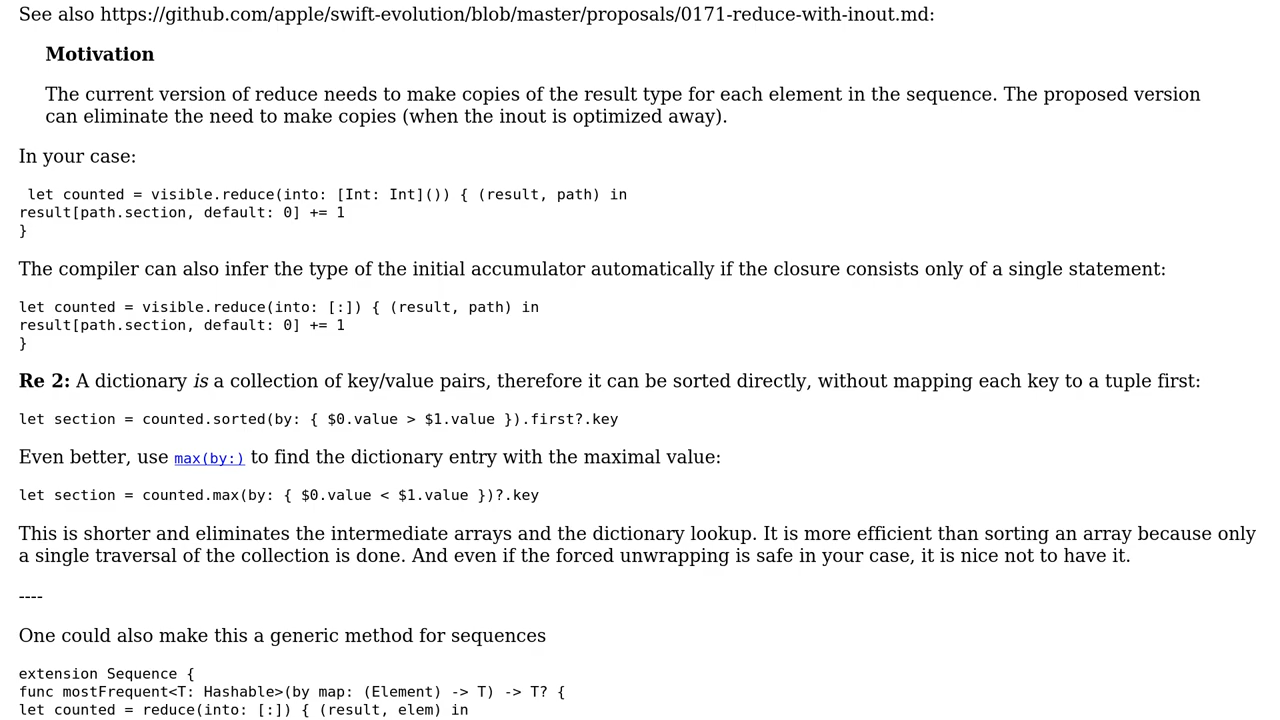 See also https://github.com/apple/swift-evolution/blob/master/proposals/0171-reduce-with-inout.md:
Motivation
The current version of reduce needs to make copies of the result type for each element in the sequence. The proposed version
can eliminate the need to make copies (when the inout is optimized away).
In your case:
let counted = visible.reduce(into: [Int: Int]()) { (result, path) in
result[path.section, default: 0] += 1
}
The compiler can also infer the type of the initial accumulator automatically if the closure consists only of a single statement:
let counted = visible.reduce(into: [:]) { (result, path) in
result[path.section, default: 0] += 1
}
Re 2: A dictionary is a collection of key/value pairs, therefore it can be sorted directly, without mapping each key to a tuple first:
let section = counted.sorted(by: { $0.value > $1.value }).first?.key
Even better, use max(by:) to find the dictionary entry with the maximal value:
let section = counted.max(by: { $0.value < $1.value })?.key
This is shorter and eliminates the intermediate arrays and the dictionary lookup. It is more efficient than sorting an array because only
a single traversal of the collection is done. And even if the forced unwrapping is safe in your case, it is nice not to have it.
----
One could also make this a generic method for sequences
extension Sequence {
func mostFrequent<T: Hashable>(by map: (Element) -> T) -> T? {
let counted = reduce(into: [:]) { (result, elem) in